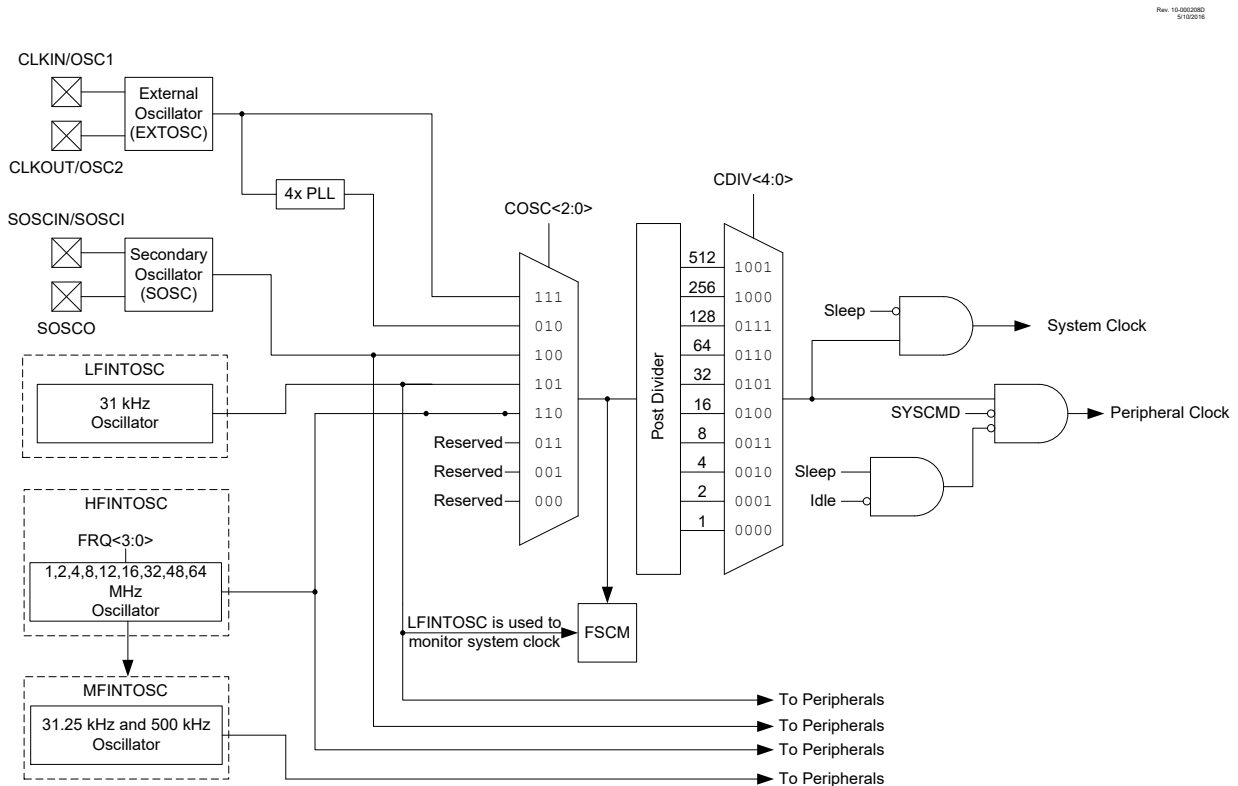 Rev. 10-000208D
5/10/2016
CLKIN/OSC1
External
Oscillator
(EXTOSC)
CLKOUT/OSC2
4x PLL
SOSCIN/SOSCI
Secondary
Oscillator
(SOSC)
SOSCO
LFINTOSC
31 kHz
Oscillator
HFINTOSC
FRQ<3:0>
1,2,4,8,12,16,32,48,64
MHz
Oscillator
MFINTOSC
31.25 kHz and 500 kHz
Oscillator
COSC<2:0>
111
010
100
101
110
Reserved 011
Reserved 001
Reserved 000
LFINTOSC is used to
monitor system clock
FSCM
Post Divider
CDIV<4:0>
512 1001
256 1000
128 0111
64 0110
32 0101
16 0100
8 0011
4 0010
2 0001
1 0000
Sleep
System Clock
SYSCMD
Peripheral Clock
Sleep
Idle
To Peripherals
To Peripherals
To Peripherals
To Peripherals